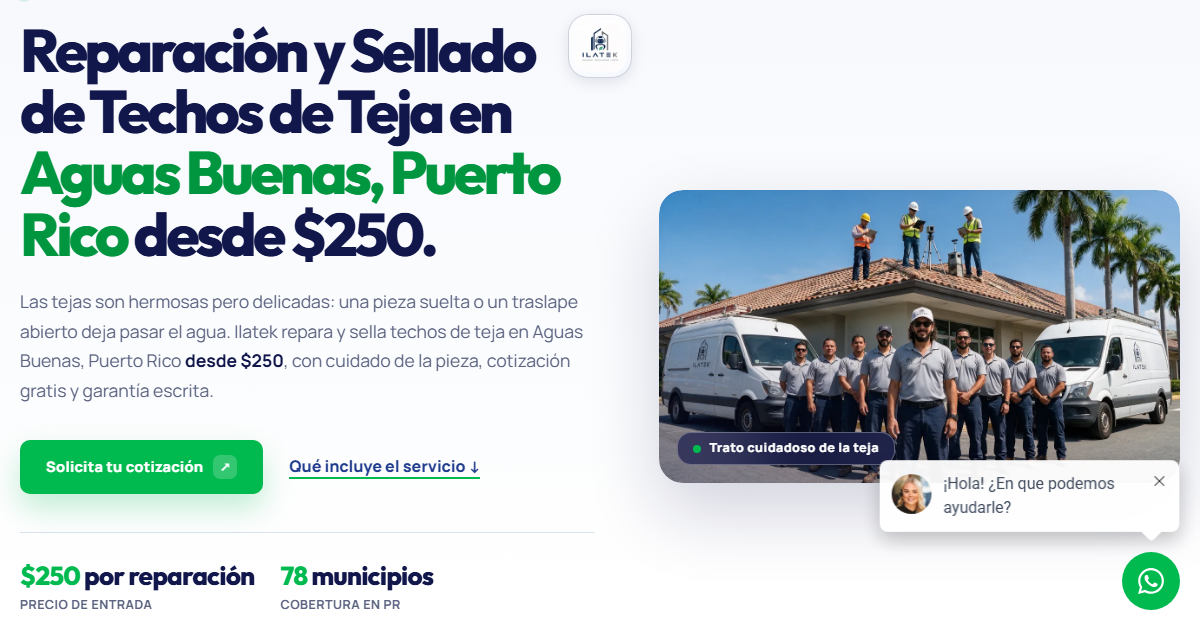 Reparación y Sellado
de Techos de Teja en
Aguas Buenas, Puerto
Rico desde $250.
ILATEK
Las tejas son hermosas pero delicadas: una pieza suelta o un traslape
abierto deja pasar el agua. Ilatek repara y sella techos de teja en Aguas
Buenas, Puerto Rico desde $250, con cuidado de la pieza, cotización
gratis y garantía escrita.
Solicita tu cotización ↗
Qué incluye el servicio ↓
$250 por reparación
PRECIO DE ENTRADA
78 municipios
COBERTURA EN PR
ILATEK
ILATEK
Trato cuidadoso de la teja
¡Hola! ¿En que podemos
ayudarle?